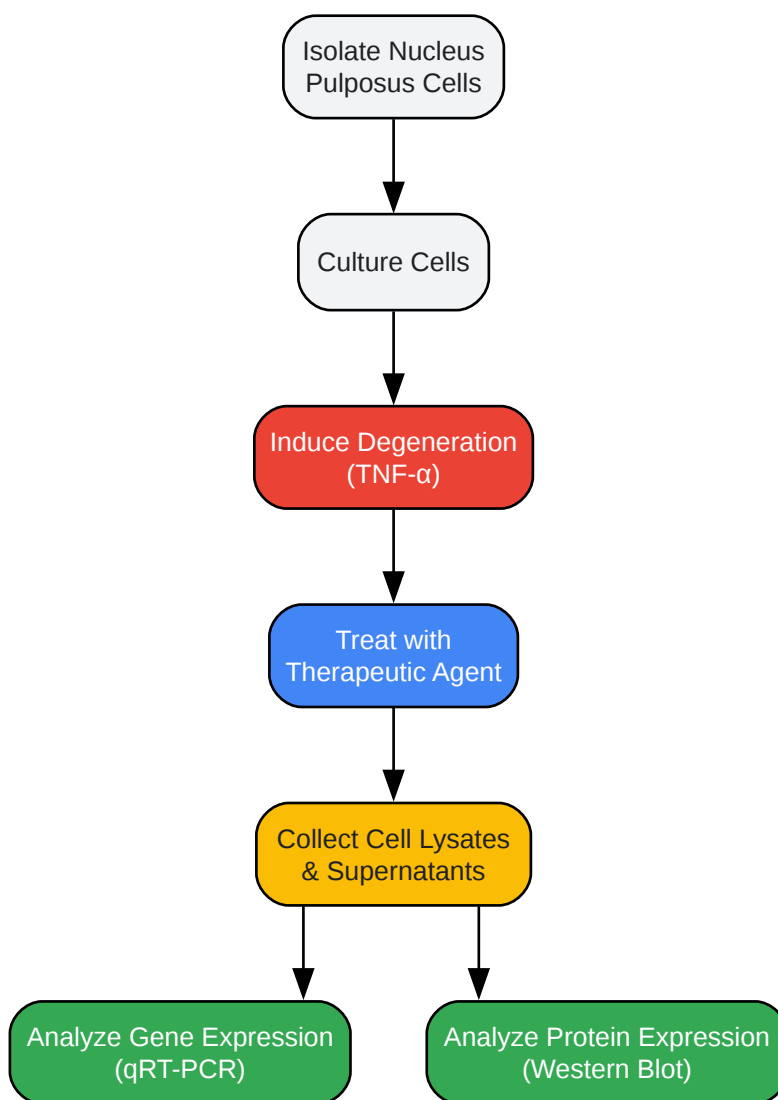 Isolate Nucleus
Pulposus Cells
Culture Cells
Induce Degeneration
(TNF-α)
Treat with
Therapeutic Agent
Collect Cell Lysates
& Supernatants
Analyze Gene Expression
(qRT-PCR)
Analyze Protein Expression
(Western Blot)